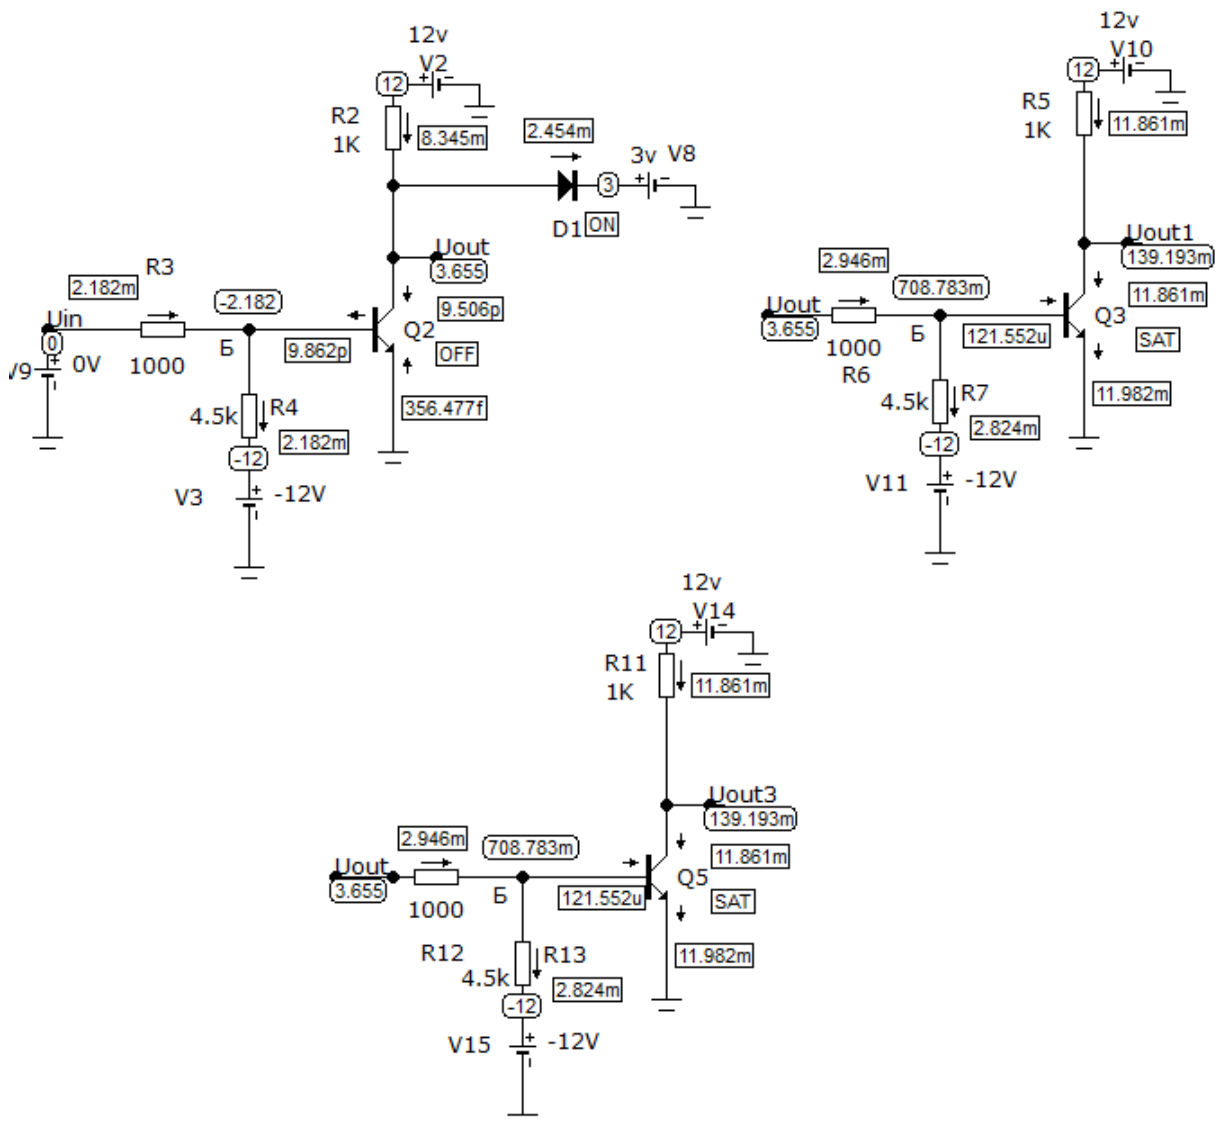 12v
V2
12
R2
1K
8.345m
2.454m
3v V8
3
D1 ON
Uout
3.655
R3
2.182m
-2.182
Uin
0
0V
1000
Б
9.862p
9.506p
Q2
OFF
4.5k
R4
2.182m
356.477f
-12
V3
-12V
12v
V10
12
R5
1K
11.861m
Uout1
139.193m
2.946m
708.783m
11.861m
Uout
3.655
1000
R6
Б
121.552u
Q3
SAT
4.5k
R7
2.824m
11.982m
-12
V11
-12V
12v
V14
12
R11
1K
11.861m
Uout3
139.193m
2.946m
708.783m
11.861m
Uout
3.655
1000
Б
121.552u
Q5
SAT
R12
4.5k
R13
2.824m
11.982m
-12
V15
-12V